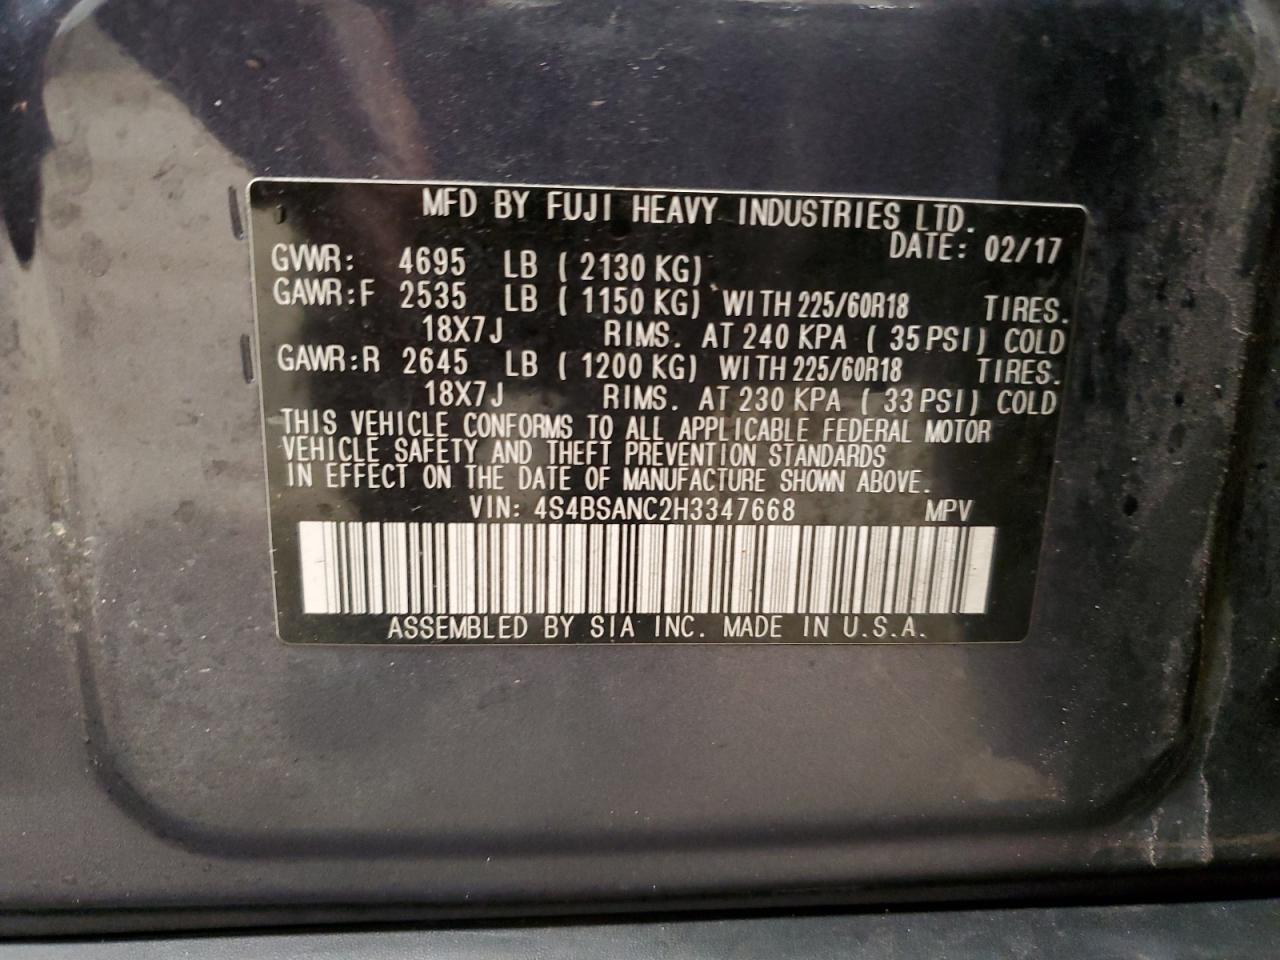 MFD BY FUJI HEAVY INDUSTRIES LTD.
DATE: 02/17
GVWR: 4695 LB ( 2130 KG)
GAWR:F 2535 LB ( 1150 KG) WITH 225/60R18 TIRES.
18X7J RIMS. AT 240 KPA ( 35 PSI) COLD
GAWR:R 2645 LB ( 1200 KG) WITH 225/60R18 TIRES.
18X7J RIMS. AT 230 KPA ( 33 PSI) COLD
THIS VEHICLE CONFORMS TO ALL APPLICABLE FEDERAL MOTOR
VEHICLE SAFETY AND THEFT PREVENTION STANDARDS
IN EFFECT ON THE DATE OF MANUFACTURE SHOWN ABOVE.
VIN: 4S4BSANC2H3347668 MPV
ASSEMBLED BY SIA INC. MADE IN U.S.A.